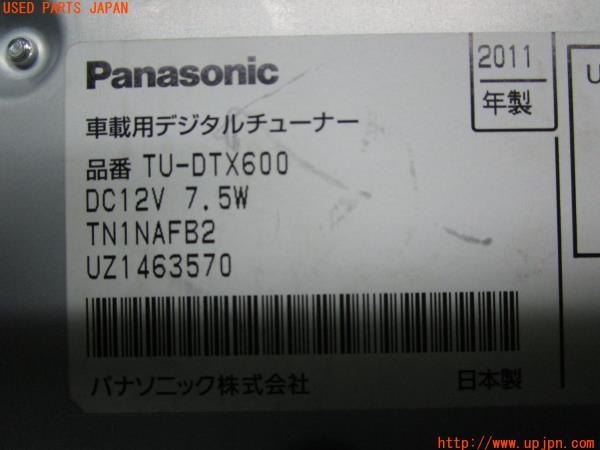 USED PARTS JAPAN
Panasonic
2011
年製
車載用デジタルチューナー
品番 TU-DTX600
DC12V 7.5W
TN1NAFB2
UZ1463570
パナソニック株式会社
日本製
http://www.upjpn.com/